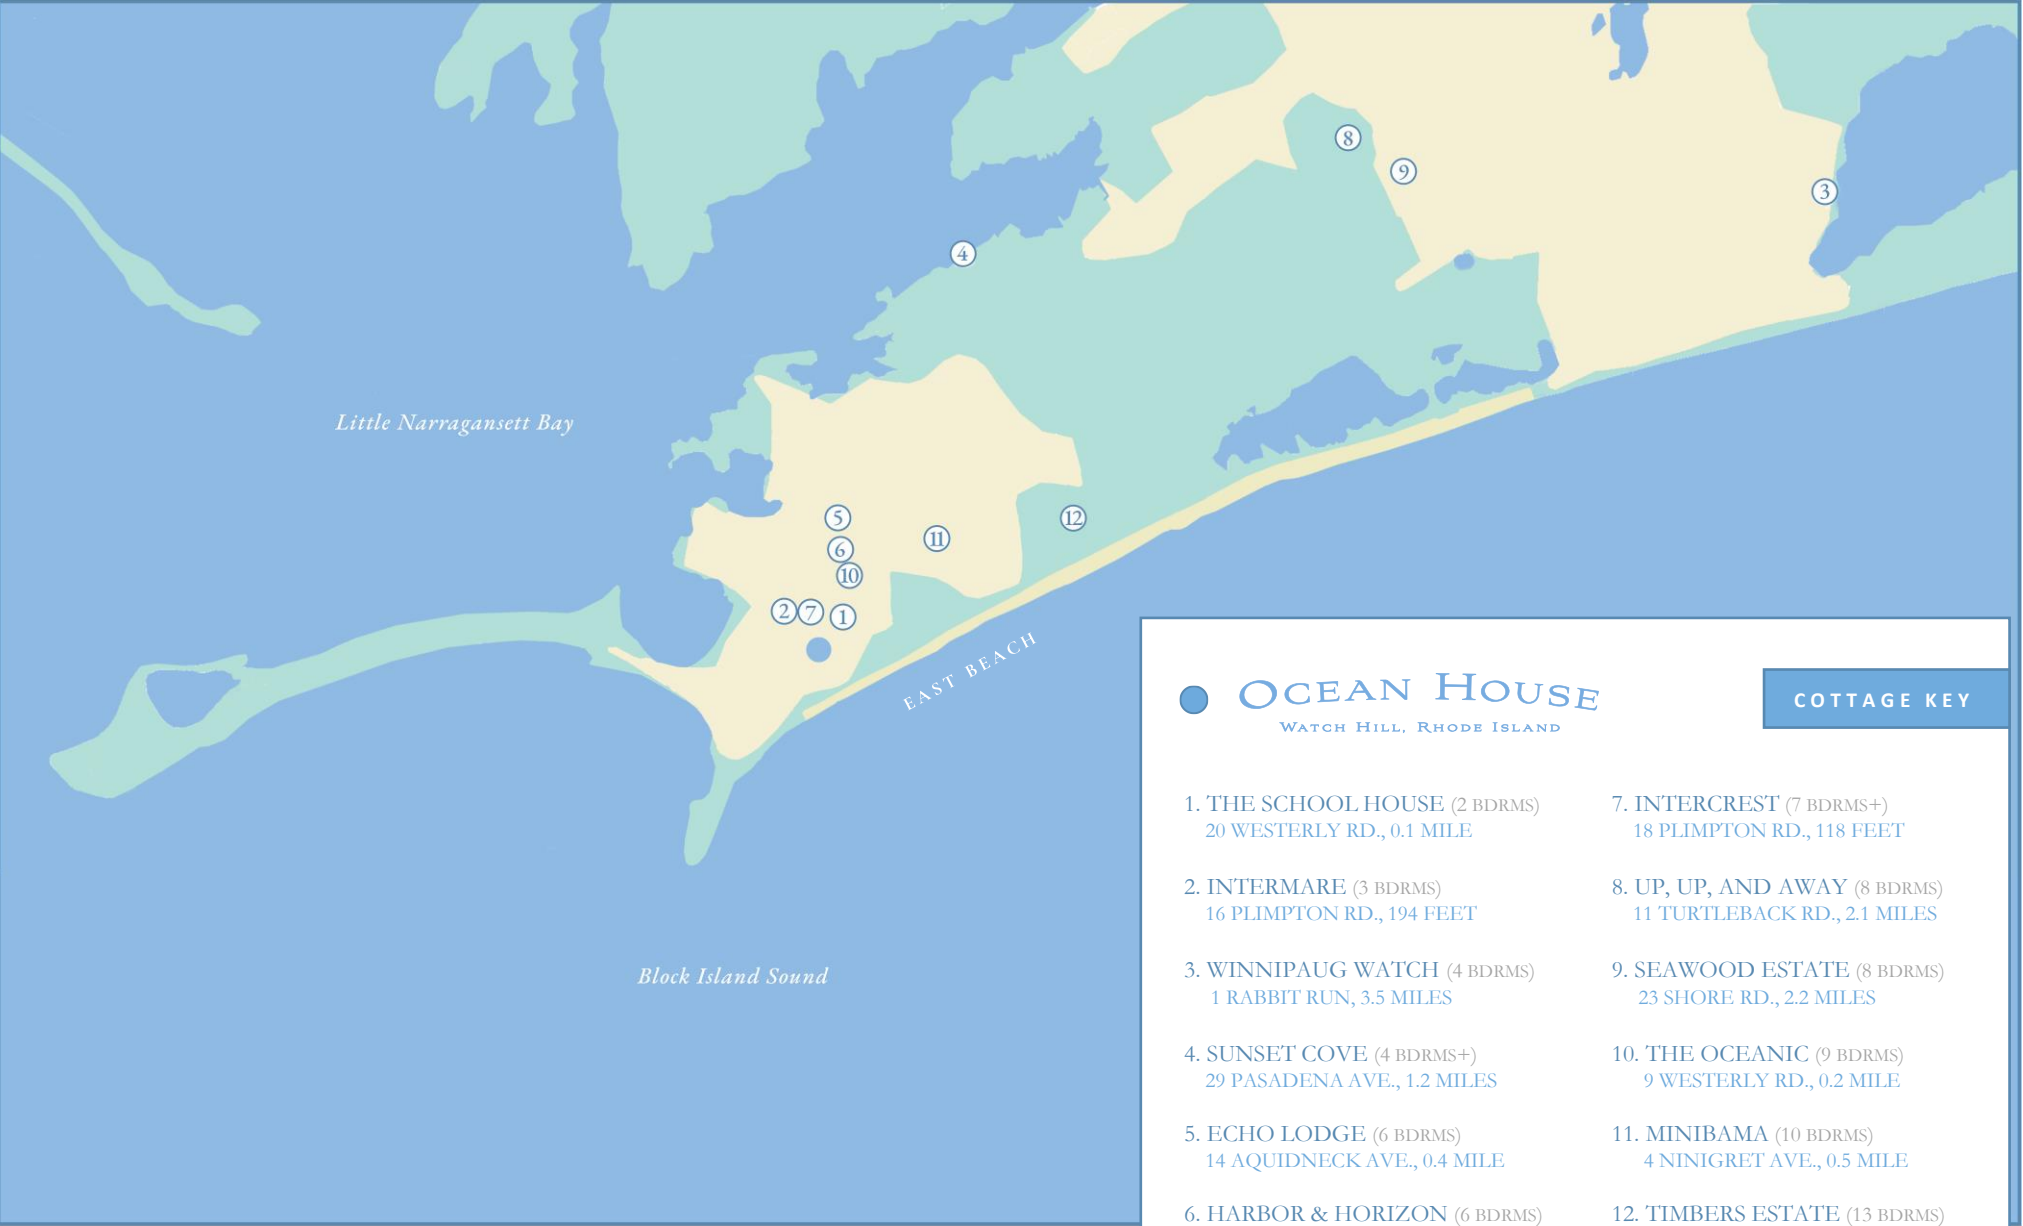 8
9
3
4
Little Narragansett Bay
5
12
11
6
10
2
7
1
EAST BEACH
OCEAN HOUSE
WATCH HILL, RHODE ISLAND
COTTAGE KEY
1. THE SCHOOL HOUSE (2 BDRMS)
20 WESTERLY RD., 0.1 MILE
2. INTERMARE (3 BDRMS)
16 PLIMPTON RD., 194 FEET
3. WINNIPAUG WATCH (4 BDRMS)
1 RABBIT RUN, 3.5 MILES
4. SUNSET COVE (4 BDRMS+)
29 PASADENA AVE., 1.2 MILES
5. ECHO LODGE (6 BDRMS)
14 AQUIDNECK AVE., 0.4 MILE
6. HARBOR & HORIZON (6 BDRMS)
7. INTERCREST (7 BDRMS+)
18 PLIMPTON RD., 118 FEET
8. UP, UP, AND AWAY (8 BDRMS)
11 TURTLEBACK RD., 2.1 MILES
9. SEAWOOD ESTATE (8 BDRMS)
23 SHORE RD., 2.2 MILES
10. THE OCEANIC (9 BDRMS)
9 WESTERLY RD., 0.2 MILE
11. MINIBAMA (10 BDRMS)
4 NINIGRET AVE., 0.5 MILE
12. TIMBERS ESTATE (13 BDRMS)
Block Island Sound